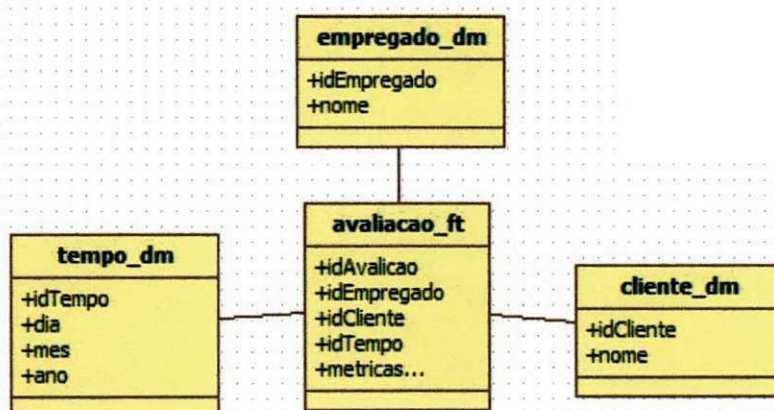 empregado_dm
+idEmpregado
+nome
avaliacao_ft
+idAvalicao
+idEmpregado
+idCliente
+idTempo
+metricas...
tempo_dm
+idTempo
+dia
+mes
+ano
cliente_dm
+idCliente
+nome